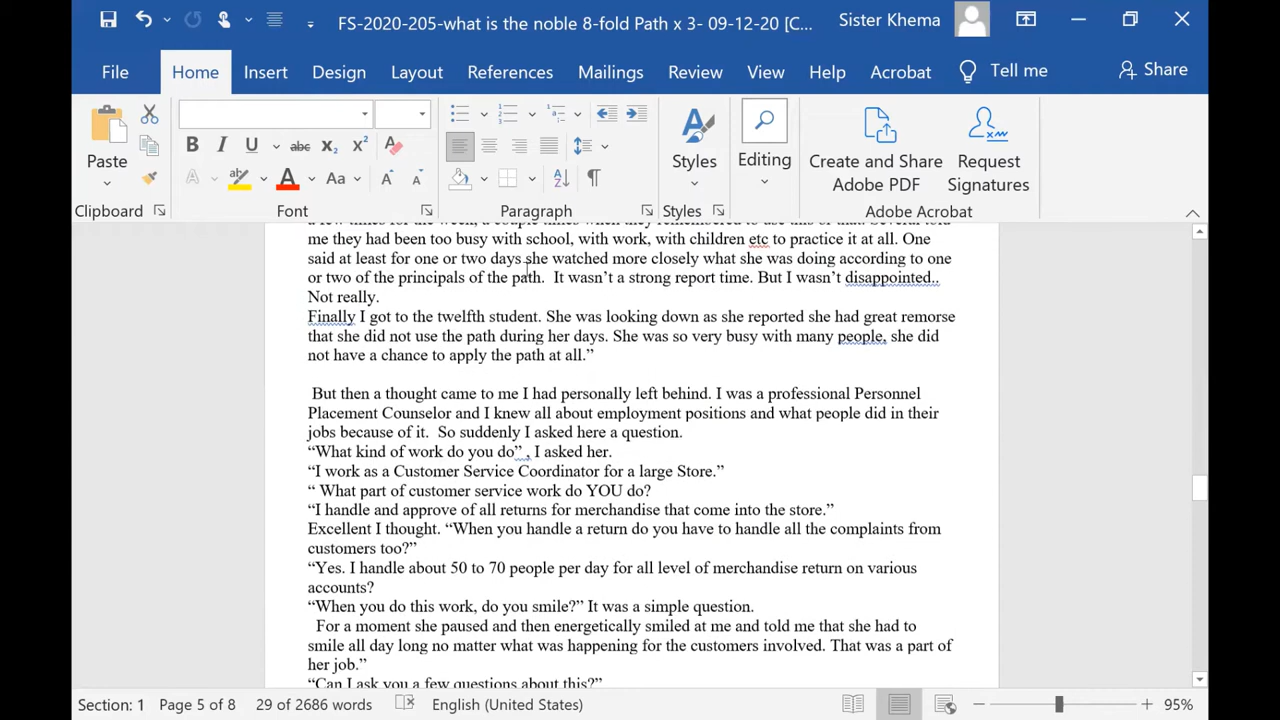 FS-2020-205-what is the noble 8-fold Path x 3- 09-12-20 [C...
Sister Khema
File Home Insert Design Layout References Mailings Review View Help Acrobat Tell me Share
Paste
Styles
Editing
Create and Share
Adobe PDF
Request
Signatures
Clipboard
Font
Paragraph
Styles
Adobe Acrobat
me they had been too busy with school, with work, with children etc to practice it at all. One
said at least for one or two days she watched more closely what she was doing according to one
or two of the principals of the path.  It wasn’t a strong report time. But I wasn’t disappointed..
Not really.
Finally I got to the twelfth student. She was looking down as she reported she had great remorse
that she did not use the path during her days. She was so very busy with many people, she did
not have a chance to apply the path at all.”
But then a thought came to me I had personally left behind. I was a professional Personnel
Placement Counselor and I knew all about employment positions and what people did in their
jobs because of it.  So suddenly I asked here a question.
“What kind of work do you do” , I asked her.
“I work as a Customer Service Coordinator for a large Store.”
“ What part of customer service work do YOU do?
“I handle and approve of all returns for merchandise that come into the store.”
Excellent I thought. “When you handle a return do you have to handle all the complaints from
customers too?”
“Yes. I handle about 50 to 70 people per day for all level of merchandise return on various
accounts?
“When you do this work, do you smile?” It was a simple question.
For a moment she paused and then energetically smiled at me and told me that she had to
smile all day long no matter what was happening for the customers involved. That was a part of
her job.”
“Can I ask you a few questions about this?”
Section: 1 Page 5 of 8 29 of 2686 words English (United States) 95%